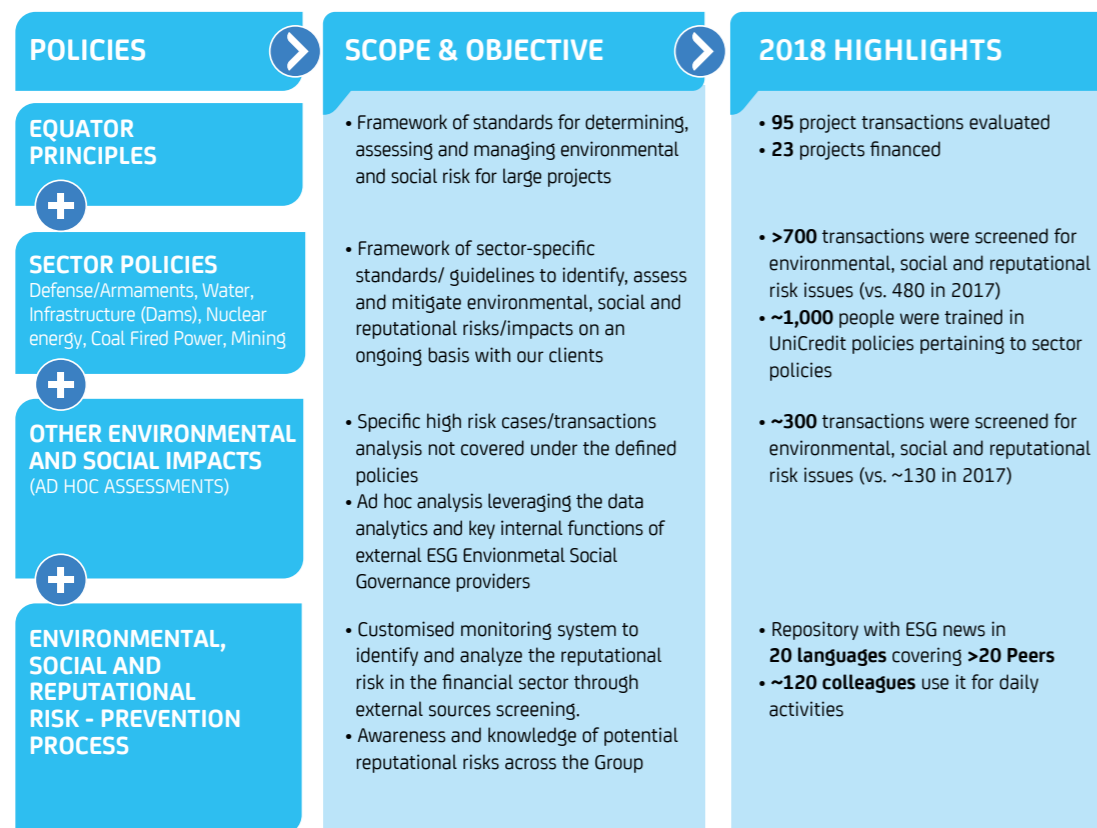 POLICIES
SCOPE & OBJECTIVE
2018 HIGHLIGHTS
EQUATOR
PRINCIPLES
• Framework of standards for determining,
assessing and managing environmental
and social risk for large projects
• 95 project transactions evaluated
• 23 projects financed
SECTOR POLICIES
Defense/Armaments, Water,
Infrastructure (Dams), Nuclear
energy, Coal Fired Power, Mining
• Framework of sector-specific
standards/ guidelines to identify, assess
and mitigate environmental, social and
reputational risks/impacts on an
ongoing basis with our clients
• >700 transactions were screened for
environmental, social and reputational
risk issues (vs. 480 in 2017)
• ~1,000 people were trained in
UniCredit policies pertaining to sector
policies
OTHER ENVIRONMENTAL
AND SOCIAL IMPACTS
(AD HOC ASSESSMENTS)
• Specific high risk cases/transactions
analysis not covered under the defined
policies
• Ad hoc analysis leveraging the data
analytics and key internal functions of
external ESG Envionmetal Social
Governance providers
• ~300 transactions were screened for
environmental, social and reputational
risk issues (vs. ~130 in 2017)
ENVIRONMENTAL,
SOCIAL AND
REPUTATIONAL
RISK - PREVENTION
PROCESS
• Customised monitoring system to
identify and analyze the reputational
risk in the financial sector through
external sources screening.
• Awareness and knowledge of potential
reputational risks across the Group
• Repository with ESG news in
20 languages covering >20 Peers
• ~120 colleagues use it for daily
activities